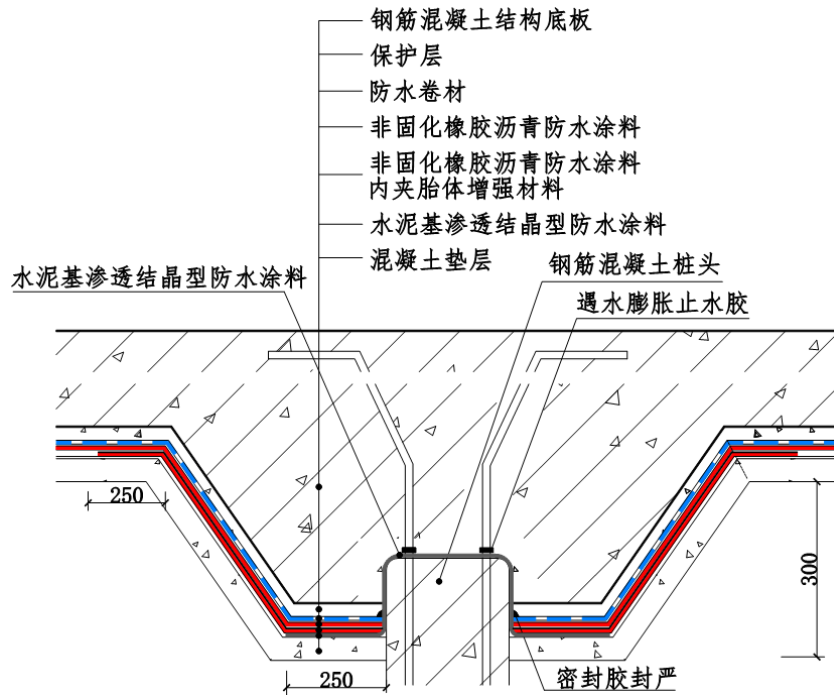 钢筋混凝土结构底板
保护层
防水卷材
非固化橡胶沥青防水涂料
非固化橡胶沥青防水涂料
内夹胎体增强材料
水泥基渗透结晶型防水涂料
混凝土垫层
钢筋混凝土桩头
水泥基渗透结晶型防水涂料
遇水膨胀止水胶
250
300
250
密封胶封严